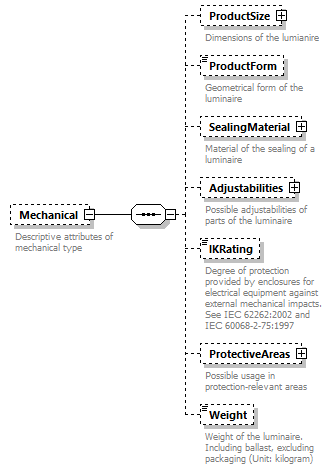 ProductSize
Dimensions of the lumianire
ProductForm
Geometrical form of the
luminaire
SealingMaterial
Material of the sealing of a
luminaire
Adjustabilities
Possible adjustabilities of
parts of the luminaire
Mechanical
Descriptive attributes of
mechanical type
IKRating
Degree of protection
provided by enclosures for
electrical equipment against
external mechanical impacts.
See IEC 62262:2002 and
IEC 60068-2-75:1997
ProtectiveAreas
Possible usage in
protection-relevant areas
Weight
Weight of the luminaire.
Including ballast, excluding
packaging (Unit: kilogram)